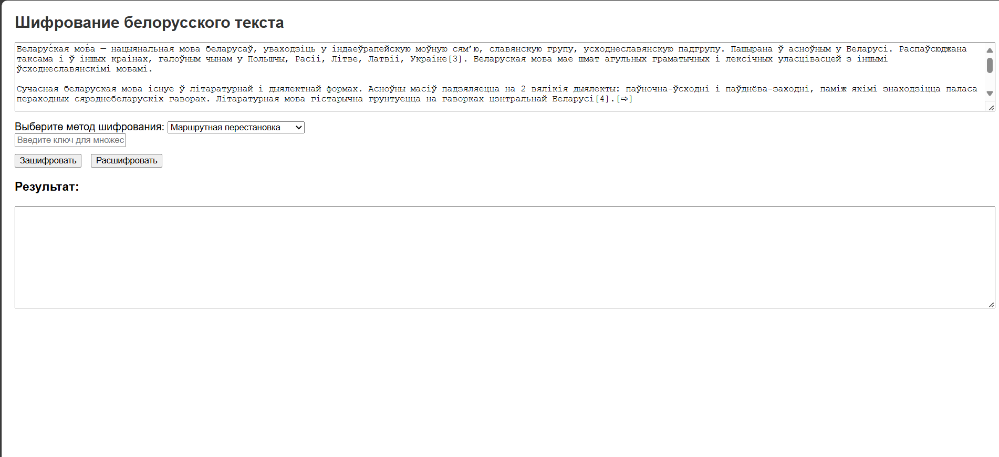 Шифрование белорусского текста
Белару́ская мо́ва — нацыянальная мова беларусаў, уваходзіць у індаеўрапейскую моўную сям’ю, славянскую групу, усходнеславянскую падгрупу. Пашырана ў асноўным у Беларусі. Распаўсюджана
таксама і ў іншых краінах, галоўным чынам у Польшчы, Расіі, Літве, Латвіі, Украіне[3]. Беларуская мова мае шмат агульных граматычных і лексічных уласцівасцей з іншымі
ўсходнеславянскімі мовамі.
Сучасная беларуская мова існуе ў літаратурнай і дыялектнай формах. Асноўны масіў падзяляецца на 2 вялікія дыялекты: паўночна-ўсходні і паўднёва-заходні, паміж якімі знаходзіцца паласа
пераходных сярэднебеларускіх гаворак. Літаратурная мова гістарычна грунтуецца на гаворках цэнтральнай Беларусі[4].[⇨]
Выберите метод шифрования: Маршрутная перестановка
Введите ключ для множес
Зашифровать Расшифровать
Результат: